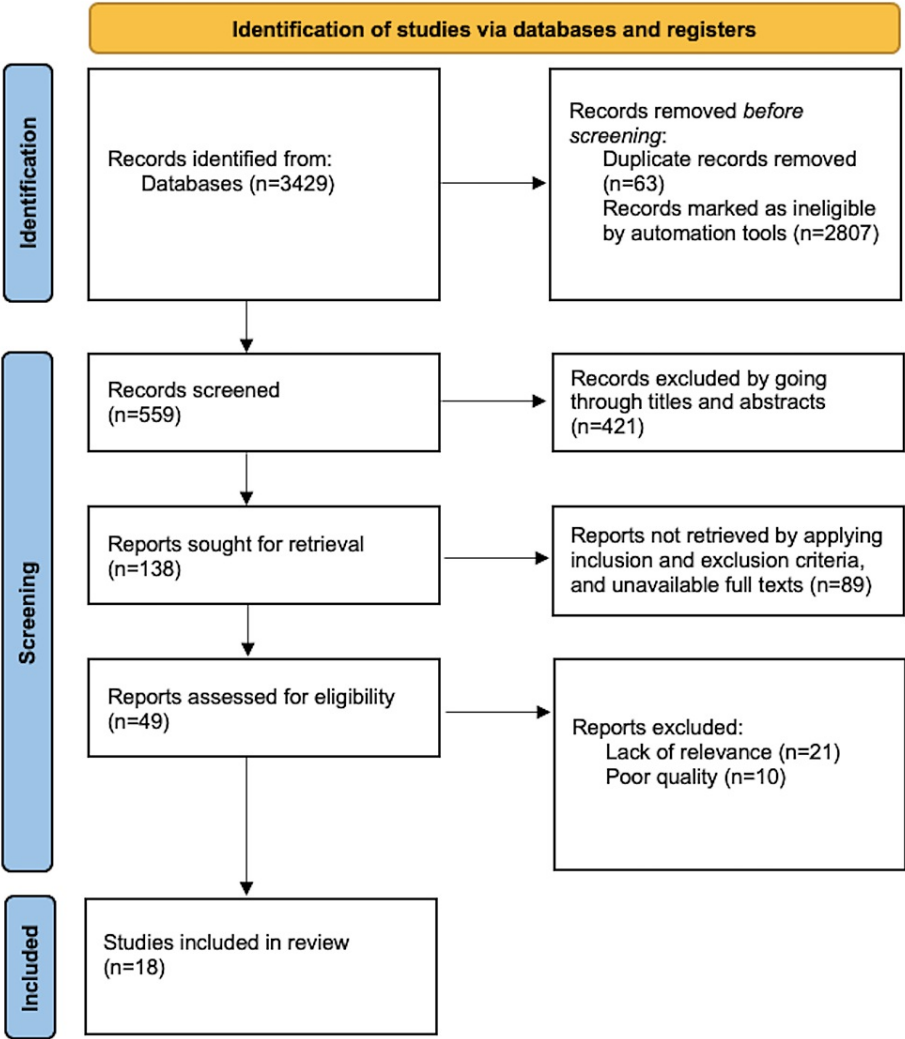 Identification of studies via databases and registers
Identification
Records identified from:
Databases (n=3429)
Records removed before
screening:
Duplicate records removed
(n=63)
Records marked as ineligible
by automation tools (n=2807)
Screening
Records screened
(n=559)
Records excluded by going
through titles and abstracts
(n=421)
Reports sought for retrieval
(n=138)
Reports not retrieved by applying
inclusion and exclusion criteria,
and unavailable full texts (n=89)
Reports assessed for eligibility
(n=49)
Reports excluded:
Lack of relevance (n=21)
Poor quality (n=10)
Included
Studies included in review
(n=18)